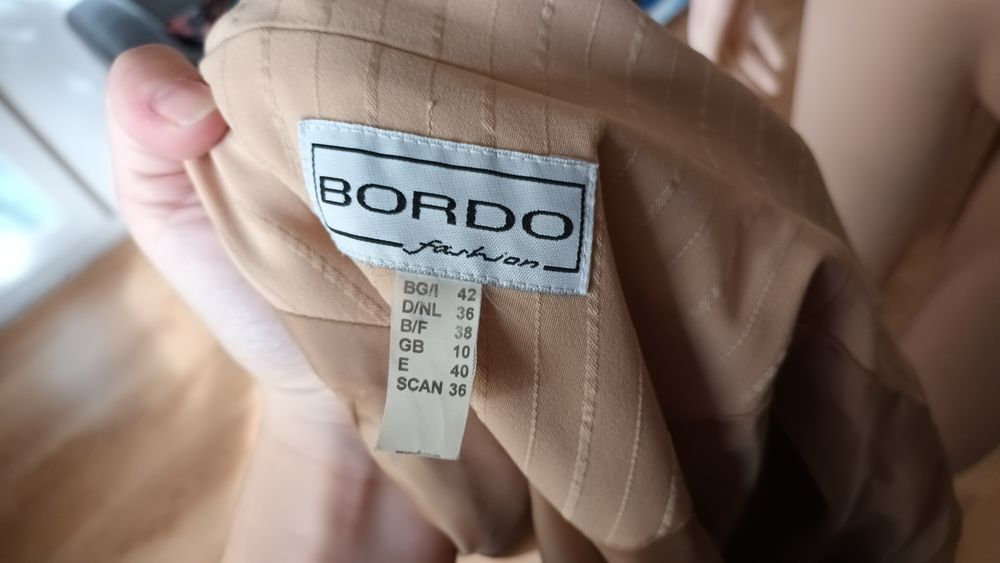 BORDO
fashion
BG/I 42
D/NL 36
B/F 38
GB 10
E 40
SCAN 36